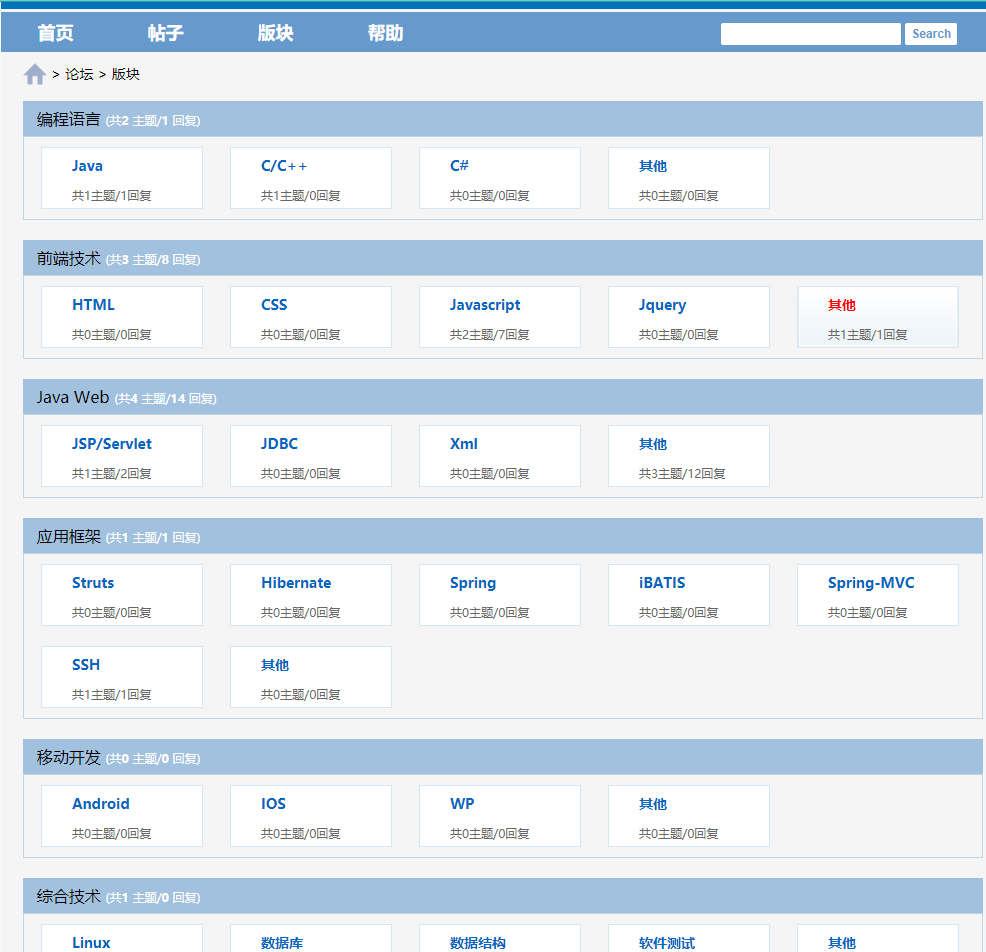 首页 帖子 版块 帮助 Search
> 论坛 > 版块
编程语言 (共2 主题/1 回复)
Java C/C++ C# 其他
共1主题/1回复 共1主题/0回复 共0主题/0回复 共0主题/0回复
前端技术 (共3 主题/8 回复)
HTML CSS Javascript Jquery 其他
共0主题/0回复 共0主题/0回复 共2主题/7回复 共0主题/0回复 共1主题/1回复
Java Web (共4 主题/14 回复)
JSP/Servlet JDBC Xml 其他
共1主题/2回复 共0主题/0回复 共0主题/0回复 共3主题/12回复
应用框架 (共1 主题/1 回复)
Struts Hibernate Spring iBATIS Spring-MVC
共0主题/0回复 共0主题/0回复 共0主题/0回复 共0主题/0回复 共0主题/0回复
SSH 其他
共1主题/1回复 共0主题/0回复
移动开发 (共0 主题/0 回复)
Android IOS WP 其他
共0主题/0回复 共0主题/0回复 共0主题/0回复 共0主题/0回复
综合技术 (共1 主题/0 回复)
Linux 数据库 数据结构 软件测试 其他